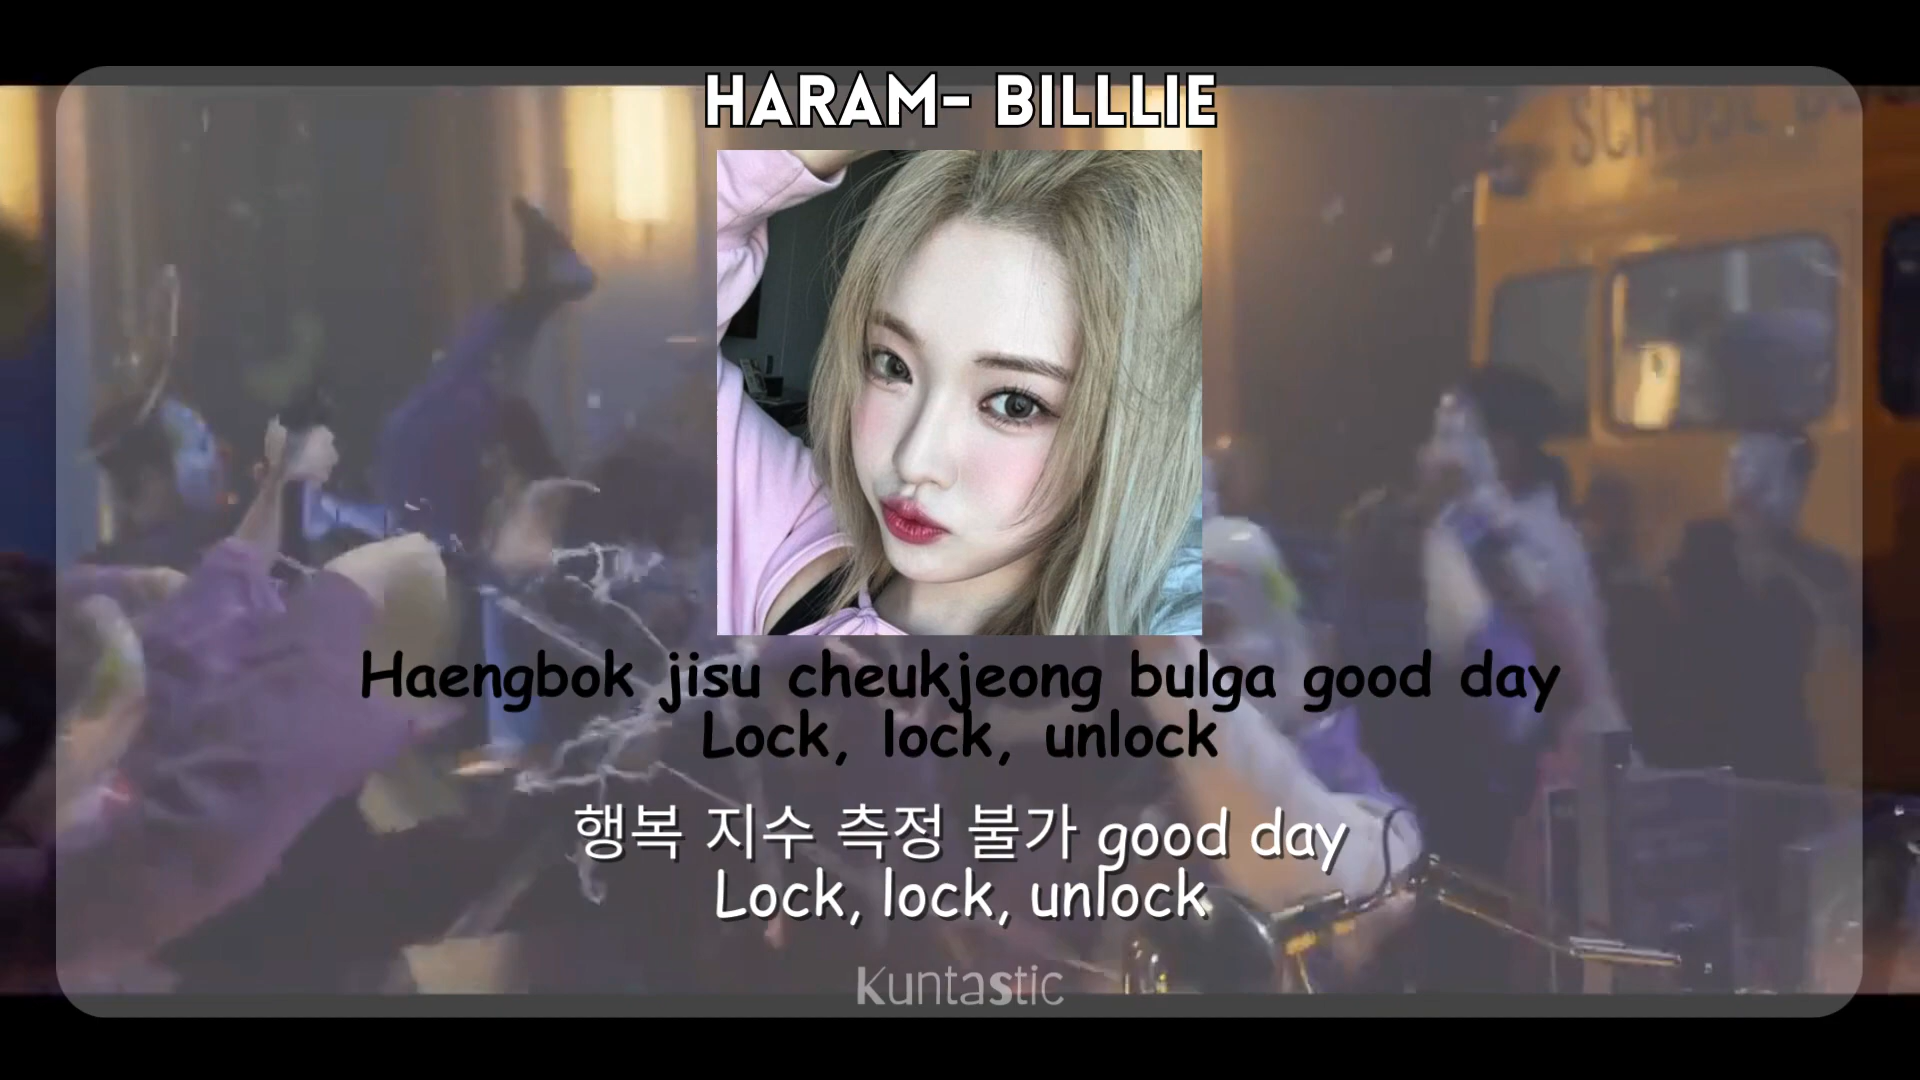 HARAM- BILLLIE
SCHOOL
Haengbok jisu cheukjeong bulga good day
Lock, lock, unlock
행복 지수 측정 불가 good day
Lock, lock, unlock
Kuntastic